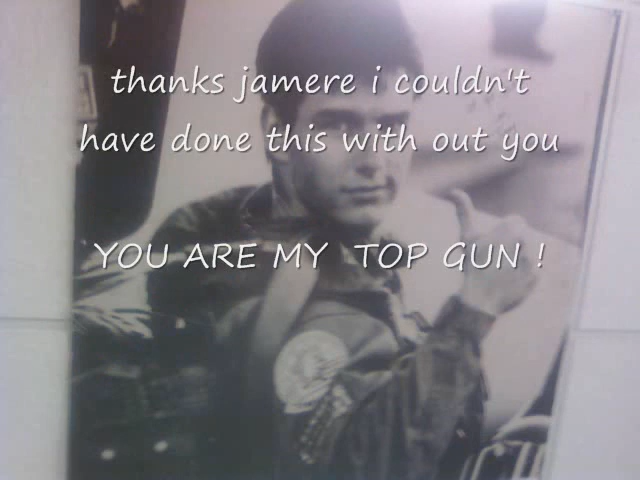 thanks jamere i couldn't
have done this with out you
YOU ARE MY TOP GUN !